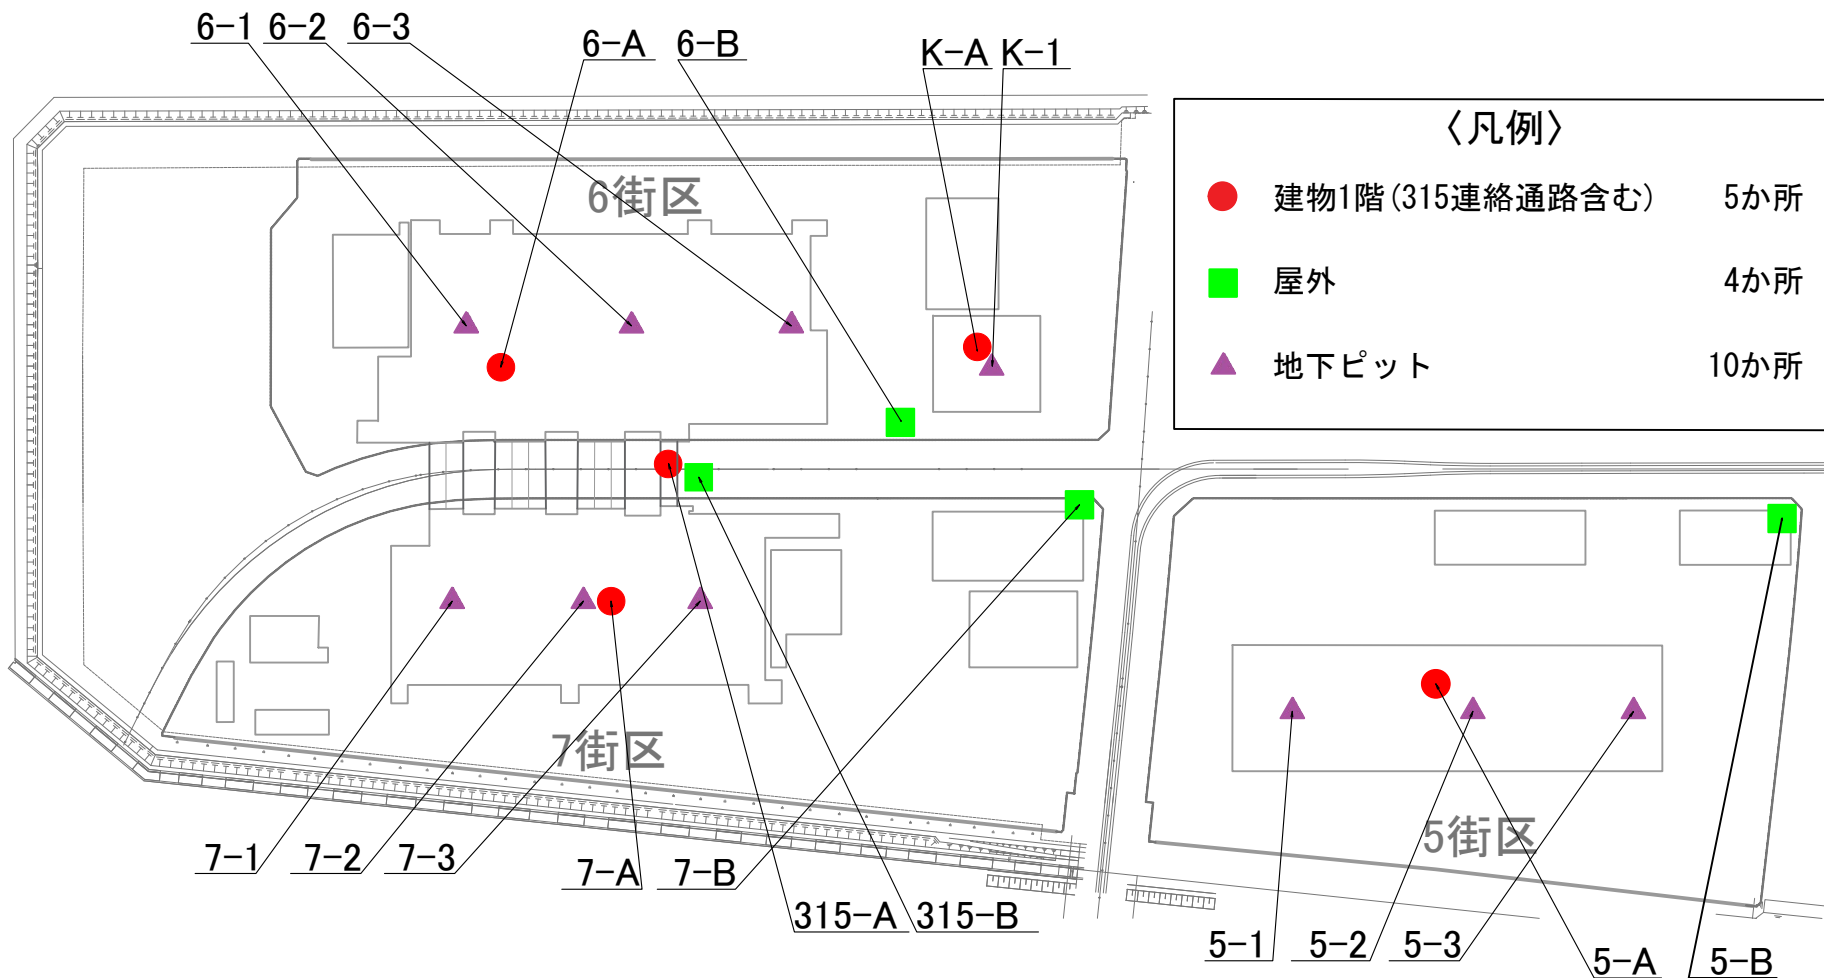 6-1
6-2
6-3
6-A
6-B
K-A
K-1
〈凡例〉
建物1階(315連絡通路含む) 5か所
屋外 4か所
地下ピット 10か所
6街区
7街区
5街区
7-1
7-2
7-3
7-A
7-B
315-A
315-B
5-1
5-2
5-3
5-A
5-B